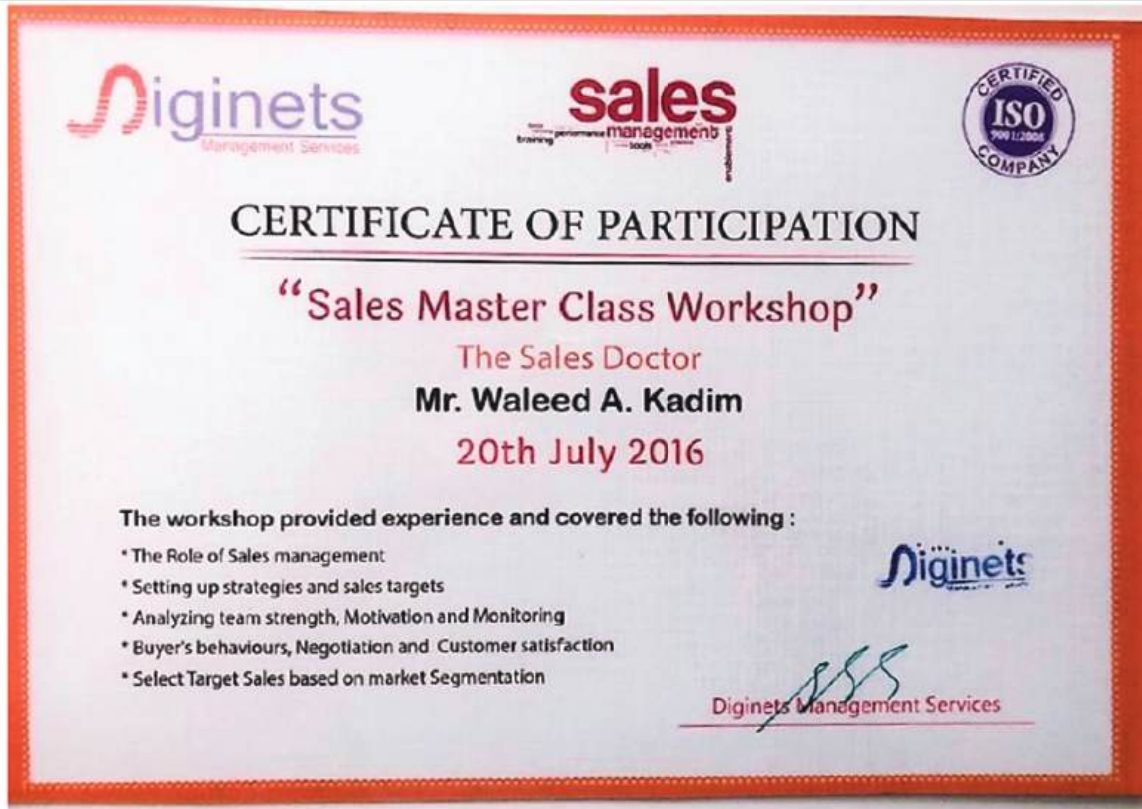 Diginets
Management Services
sales
training performance management
tools
enablement
CERTIFIED
ISO
9001:2008
COMPANY
CERTIFICATE OF PARTICIPATION
“Sales Master Class Workshop”
The Sales Doctor
Mr. Waleed A. Kadim
20th July 2016
The workshop provided experience and covered the following :
* The Role of Sales management
* Setting up strategies and sales targets
* Analyzing team strength, Motivation and Monitoring
* Buyer's behaviours, Negotiation and Customer satisfaction
* Select Target Sales based on market Segmentation
Diginets
Diginets Management Services